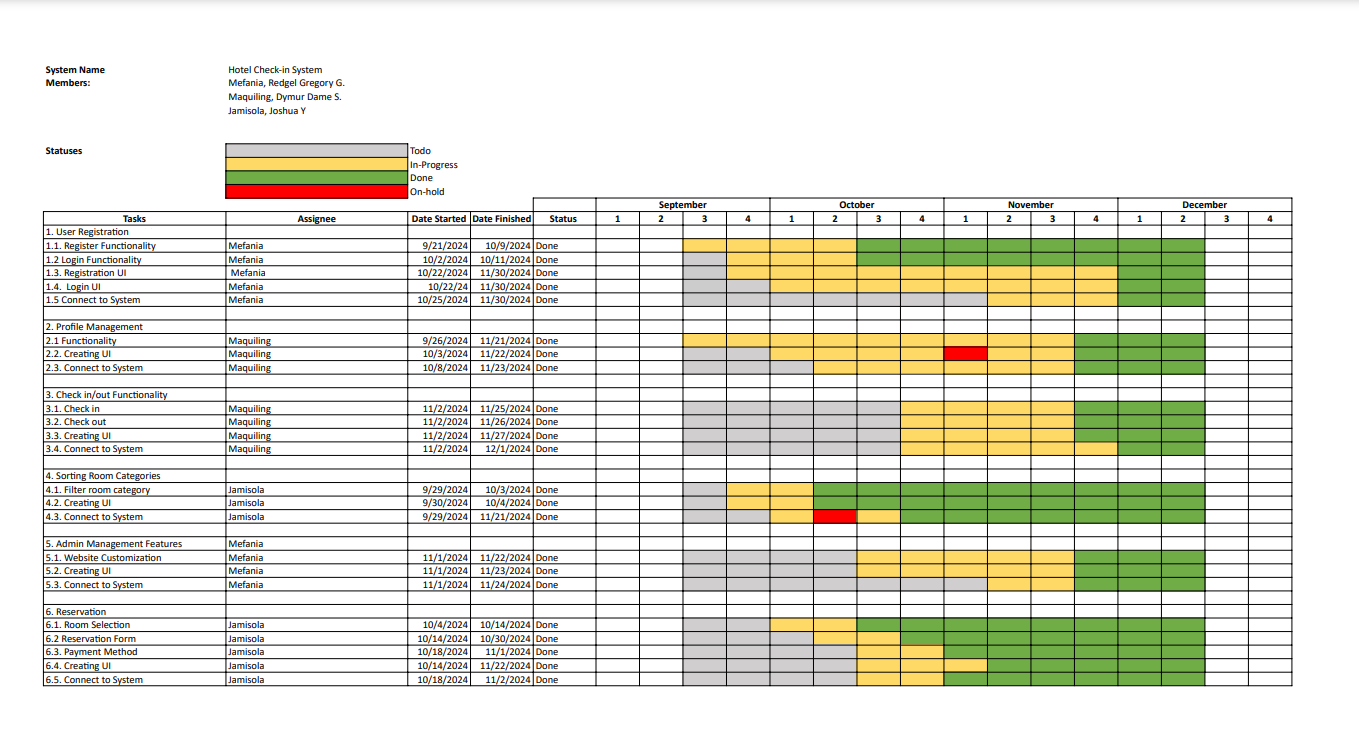 System Name Hotel Check-in System
Members: Mefania, Redgel Gregory G.
Maquiling, Dymur Dame S.
Jamisola, Joshua Y
Statuses Todo
In-Progress
Done
On-hold
September October November December
Tasks Assignee Date Started Date Finished Status 1 2 3 4 1 2 3 4 1 2 3 4 1 2 3 4
1. User Registration
1.1. Register Functionality Mefania 9/21/2024 10/9/2024 Done
1.2 Login Functionality Mefania 10/2/2024 10/11/2024 Done
1.3. Registration UI Mefania 10/22/2024 11/30/2024 Done
1.4. Login UI Mefania 10/22/24 11/30/2024 Done
1.5 Connect to System Mefania 10/25/2024 11/30/2024 Done
2. Profile Management
2.1 Functionality Maquiling 9/26/2024 11/21/2024 Done
2.2. Creating UI Maquiling 10/3/2024 11/22/2024 Done
2.3. Connect to System Maquiling 10/8/2024 11/23/2024 Done
3. Check in/out Functionality
3.1. Check in Maquiling 11/2/2024 11/25/2024 Done
3.2. Check out Maquiling 11/2/2024 11/26/2024 Done
3.3. Creating UI Maquiling 11/2/2024 11/27/2024 Done
3.4. Connect to System Maquiling 11/2/2024 12/1/2024 Done
4. Sorting Room Categories
4.1. Filter room category Jamisola 9/29/2024 10/3/2024 Done
4.2. Creating UI Jamisola 9/30/2024 10/4/2024 Done
4.3. Connect to System Jamisola 9/29/2024 11/21/2024 Done
5. Admin Management Features Mefania
5.1. Website Customization Mefania 11/1/2024 11/22/2024 Done
5.2. Creating UI Mefania 11/1/2024 11/23/2024 Done
5.3. Connect to System Mefania 11/1/2024 11/24/2024 Done
6. Reservation
6.1. Room Selection Jamisola 10/4/2024 10/14/2024 Done
6.2 Reservation Form Jamisola 10/14/2024 10/30/2024 Done
6.3. Payment Method Jamisola 10/18/2024 11/1/2024 Done
6.4. Creating UI Jamisola 10/14/2024 11/22/2024 Done
6.5. Connect to System Jamisola 10/18/2024 11/2/2024 Done